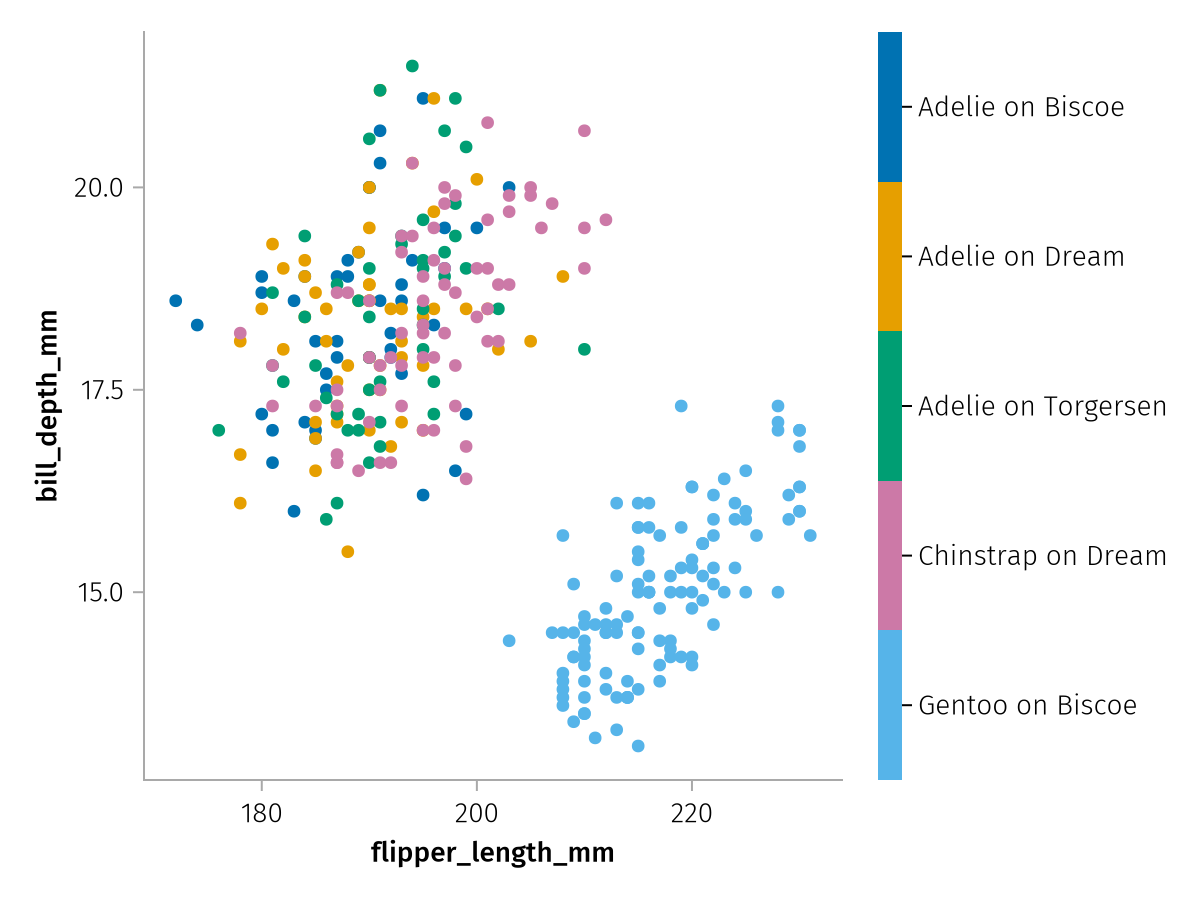 20.0
17.5
15.0
bill_depth_mm
180 200 220
flipper_length_mm
Adelie on Biscoe
Adelie on Dream
Adelie on Torgersen
Chinstrap on Dream
Gentoo on Biscoe